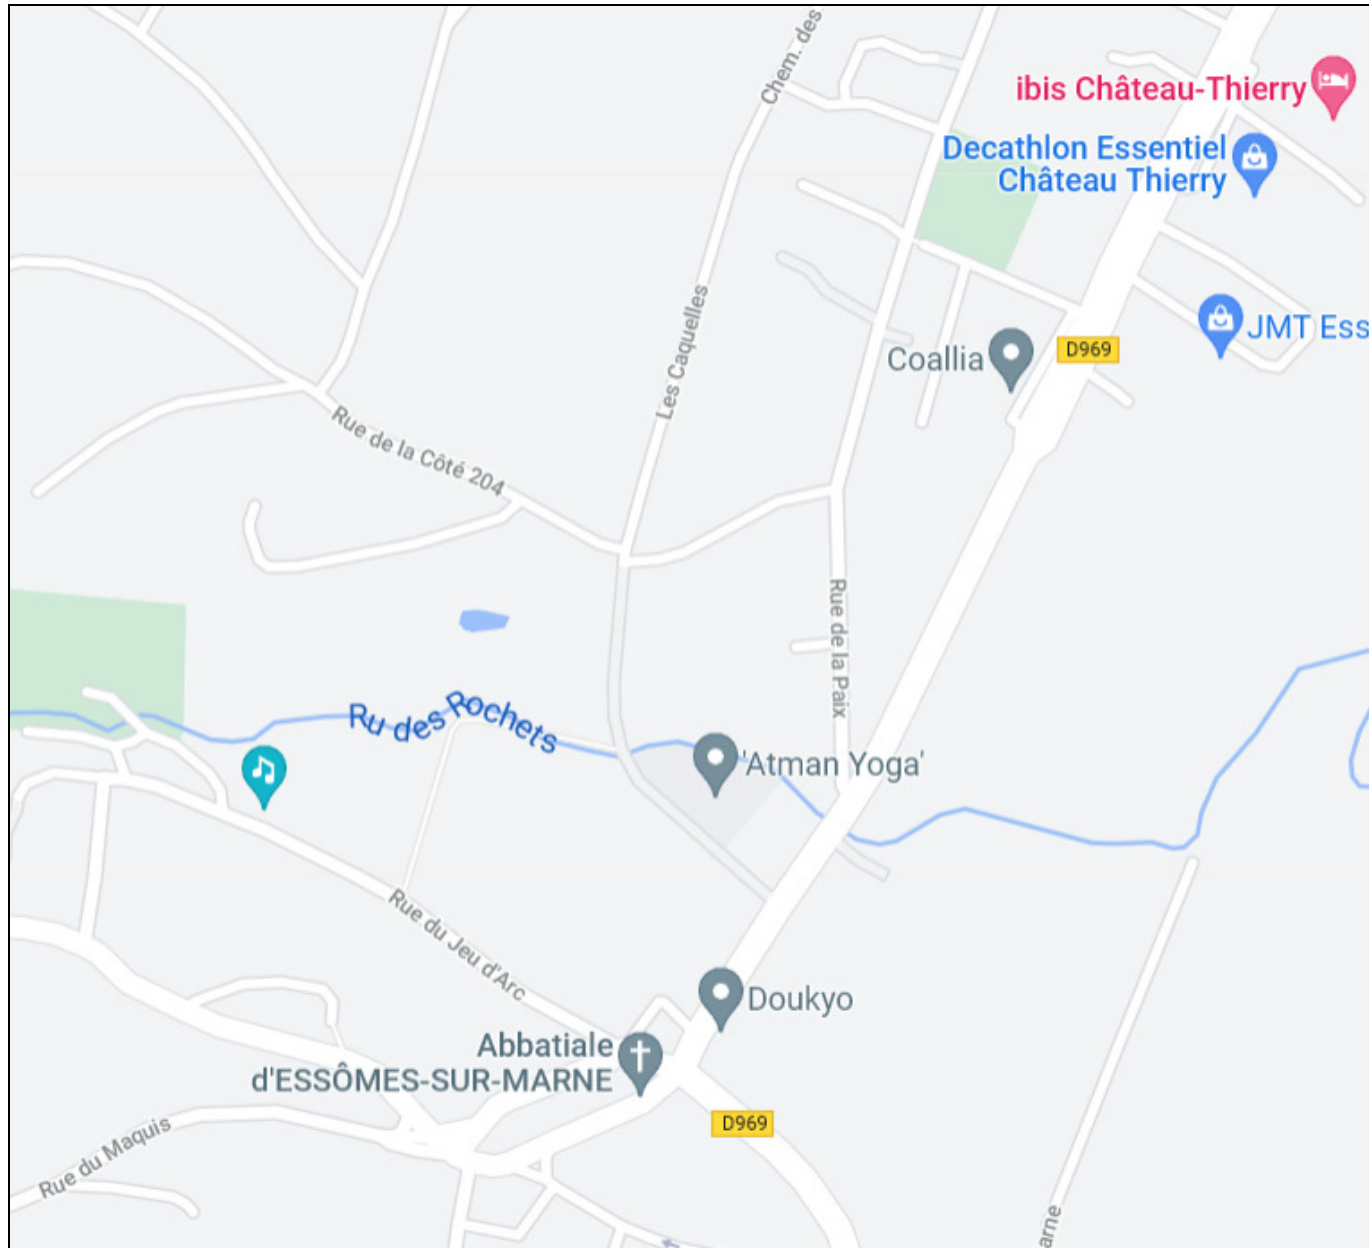 Chem. des
ibis Château-Thierry
Decathlon Essentiel
Château Thierry
Les Caquelles
JMT Ess
D969
Coallia
Rue de la Côté 204
Rue de la Paix
Ru des Rochets
'Atman Yoga'
Rue du Jeu d'Arc
Doukyo
Abbatiale
d'ESSÔMES-SUR-MARNE
D969
Rue du Maquis
arne